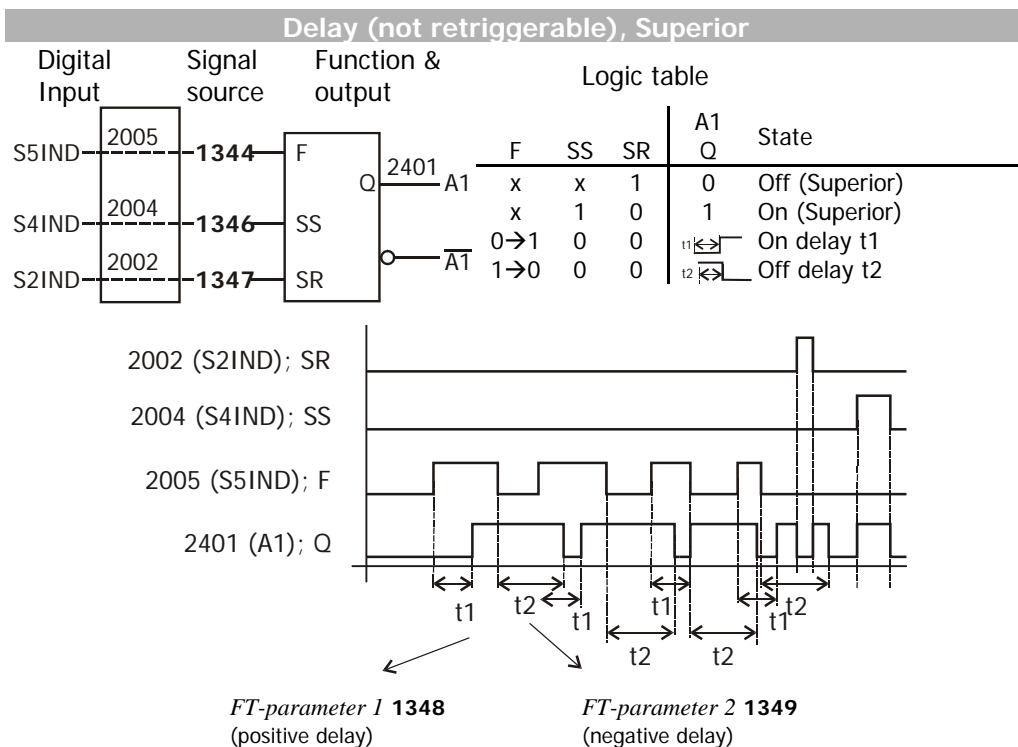 Delay (not retriggerable), Superior
Digital Input
Signal source
Function & output
Logic table
S5IND 2005 1344 F
Q 2401 A1
S4IND 2004 1346 SS
A1
S2IND 2002 1347 SR
F SS SR A1 Q State
x x 1 0 Off (Superior)
x 1 0 1 On (Superior)
0→1 0 0 t1 On delay t1
1→0 0 0 t2 Off delay t2
2002 (S2IND); SR
2004 (S4IND); SS
2005 (S5IND); F
2401 (A1); Q
t1 t2 t1 t1 t1 t2
t2 t2
FT-parameter 1 1348
(positive delay)
FT-parameter 2 1349
(negative delay)